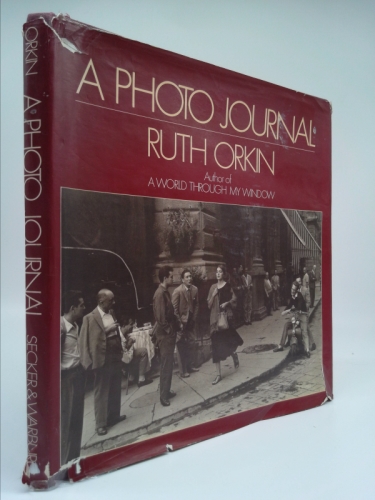 A PHOTO JOURNAL
RUTH ORKIN
Author of
A WORLD THROUGH MY WINDOW
ORKIN A PHOTO JOURNAL SECKER & WARBURG